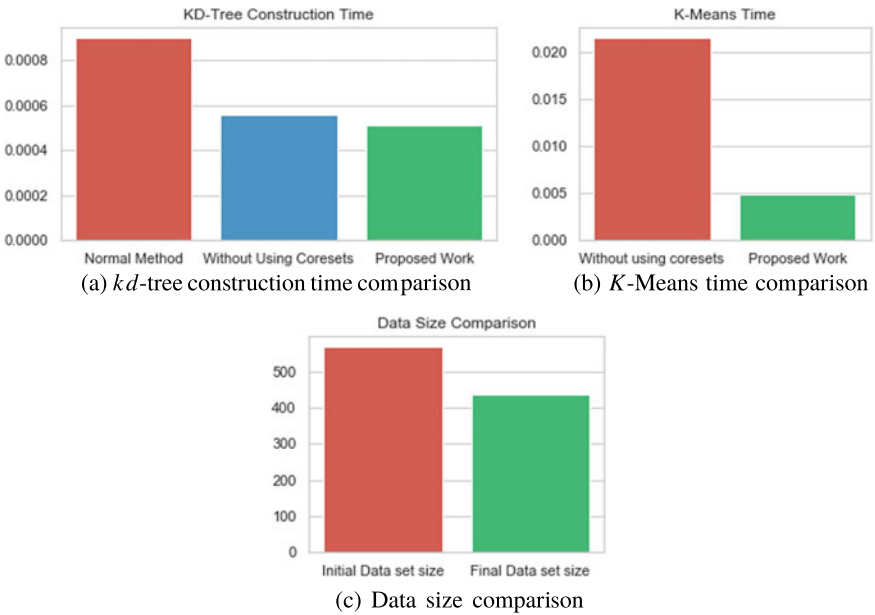 KD-Tree Construction Time
0.0008
0.0006
0.0004
0.0002
0.0000
Normal Method Without Using Coresets Proposed Work
(a) kd-tree construction time comparison
K-Means Time
0.020
0.015
0.010
0.005
0.000
Without using coresets Proposed Work
(b) K-Means time comparison
Data Size Comparison
500
400
300
200
100
0
Initial Data set size Final Data set size
(c) Data size comparison